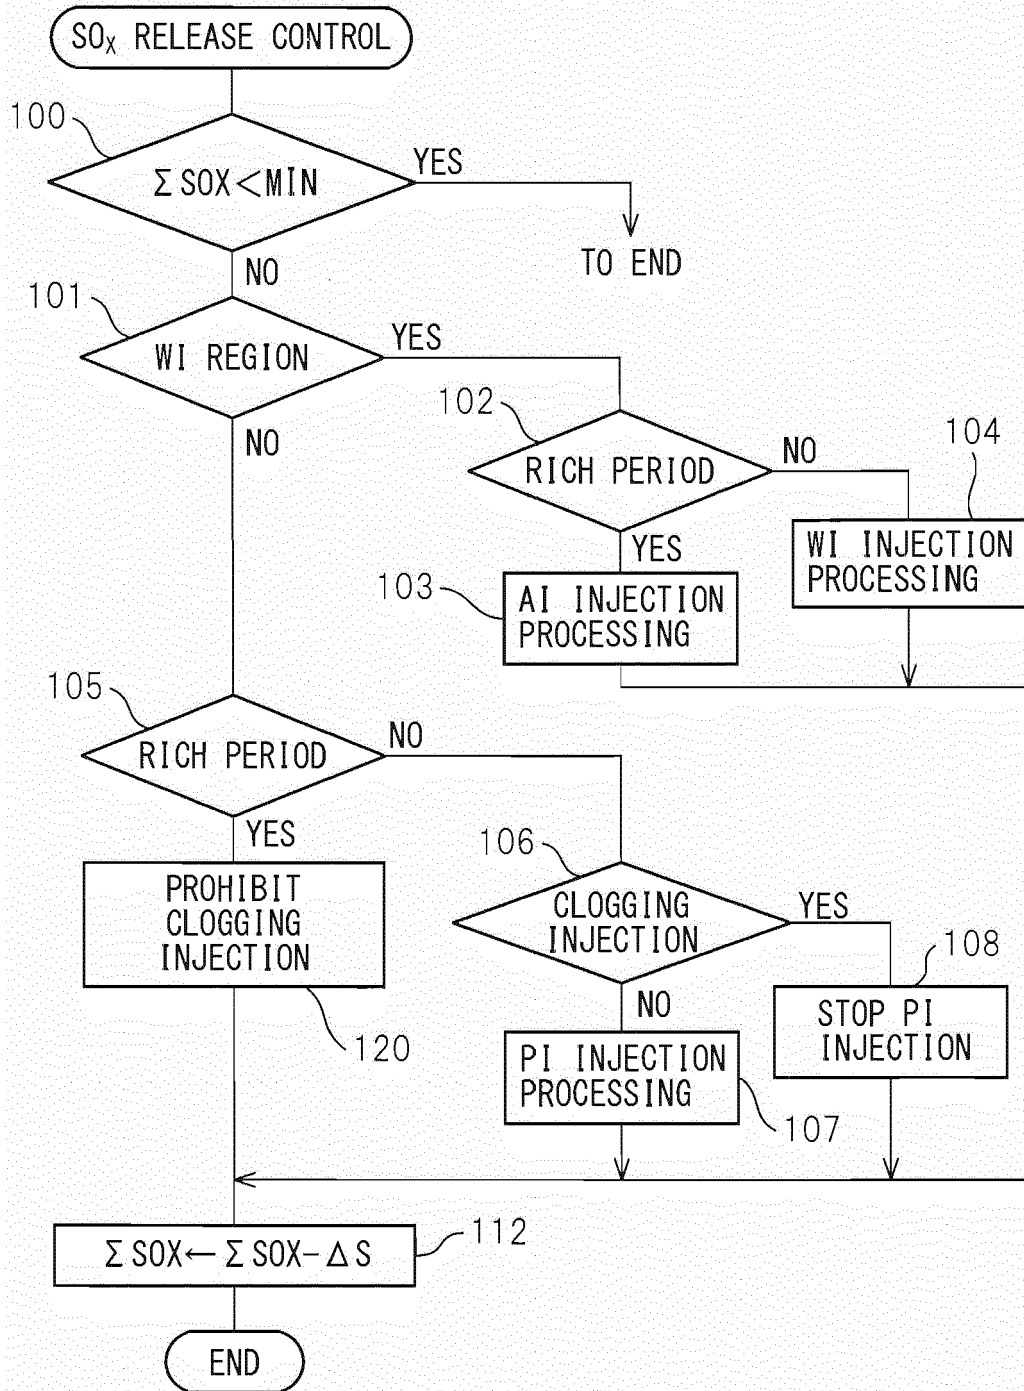 SOX RELEASE CONTROL
100
ΣSOX<MIN
YES
TO END
NO
101
WI REGION
YES
NO
102
RICH PERIOD
NO
104
YES
WI INJECTION
PROCESSING
103
AI INJECTION
PROCESSING
105
RICH PERIOD
NO
YES
106
CLOGGING
INJECTION
YES
PROHIBIT
CLOGGING
INJECTION
108
NO
STOP PI
INJECTION
120
PI INJECTION
PROCESSING
107
ΣSOX←ΣSOX-ΔS
112
END